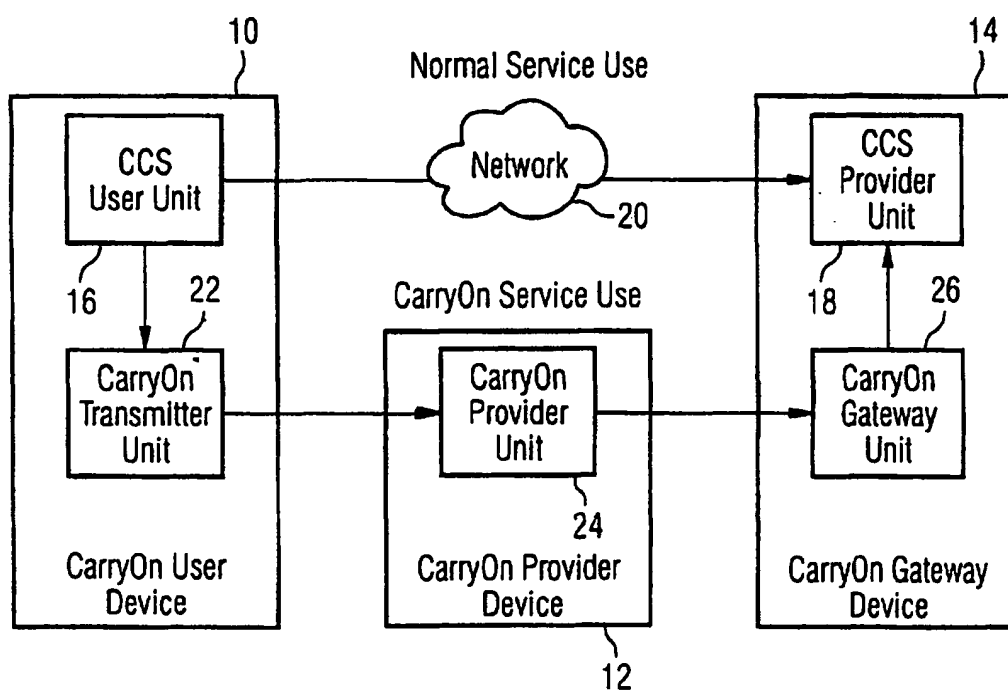 10
14
Normal Service Use
CCS
User Unit
Network
CCS
Provider
Unit
20
16
22
CarryOn Service Use
18
26
CarryOn
Transmitter
Unit
CarryOn
Provider
Unit
CarryOn
Gateway
Unit
24
CarryOn User
Device
CarryOn Provider
Device
CarryOn Gateway
Device
12